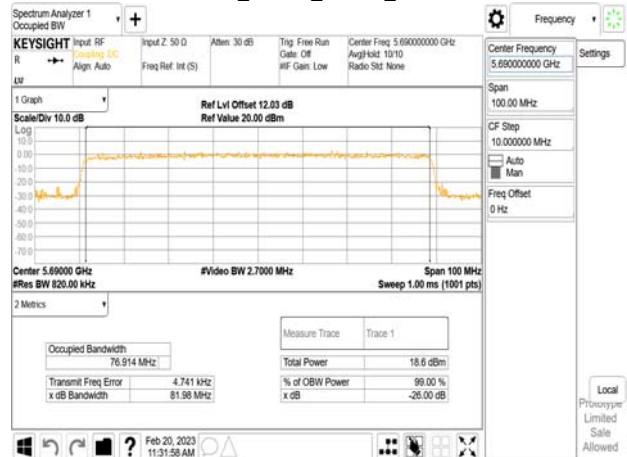 Spectrum Analyzer 1
Occupied BW
+
Frequency
KEYSIGHT
R
LXI
Input: RF
Coupling: DC
Align: Auto
Input Z: 50 Ω
Freq Ref: Int (S)
Atten: 30 dB
Trig: Free Run
Gate: Off
#IF Gain: Low
Center Freq: 5.690000000 GHz
Avg|Hold: 10/10
Radio Std: None
Center Frequency
5.690000000 GHz
Settings
Span
100.00 MHz
CF Step
10.000000 MHz
Auto
Man
Freq Offset
0 Hz
1 Graph
Scale/Div 10.0 dB
Ref Lvl Offset 12.03 dB
Ref Value 20.00 dBm
Log
10.0
0.00
-10.0
-20.0
-30.0
-40.0
-50.0
-60.0
-70.0
Center 5.69000 GHz
#Res BW 820.00 kHz
#Video BW 2.7000 MHz
Span 100 MHz
Sweep 1.00 ms (1001 pts)
2 Metrics
Measure Trace
Trace 1
Occupied Bandwidth
76.914 MHz
Total Power
18.6 dBm
Transmit Freq Error
4.741 kHz
% of OBW Power
99.00 %
x dB Bandwidth
81.98 MHz
x dB
-26.00 dB
Local
Prototype
Limited
Sale
Allowed
?
Feb 20, 2023
11:31:58 AM